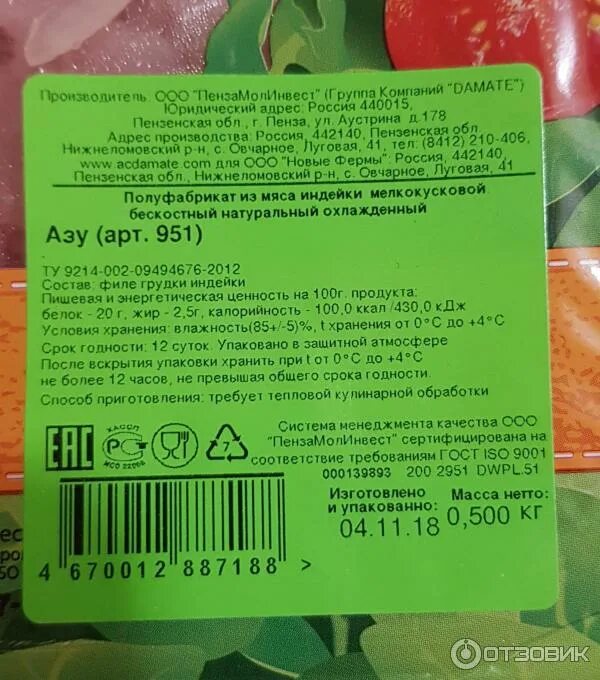 Производитель: ООО "ПензаМолИнвест" (Группа Компаний "DAMATE")
Юридический адрес: Россия 440015,
Пензенская обл., г. Пенза, ул. Аустрина д.178
Адрес производства: Россия, 442140, Пензенская обл.,
Нижнеломовский р-н, с. Овчарное, Луговая, 41, тел.: (8412) 210-406,
www.acdamate.com для ООО "Новые Фермы": Россия, 442140,
Пензенская обл., Нижнеломовский р-н, с. Овчарное, Луговая, 41
Полуфабрикат из мяса индейки мелкокусковой
бескостный натуральный охлажденный
Азу (арт. 951)
ТУ 9214-002-09494676-2012
Состав: филе грудки индейки
Пищевая и энергетическая ценность на 100г. продукта:
белок - 20 г, жир - 2,5г, калорийность - 100,0 ккал /430,0 кДж
Условия хранения: влажность(85+/-5)%, t хранения от 0°С до +4°С
Срок годности: 12 суток. Упаковано в защитной атмосфере
После вскрытия упаковки хранить при t от 0°С до +4°С
не более 12 часов, не превышая общего срока годности.
Способ приготовления: требует тепловой кулинарной обработки
Система менеджмента качества ООО
"ПензаМолИнвест" сертифицирована на
соответствие требованиям ГОСТ ISO 9001
000139893 200 2951 DWPL.51
ЕАС
ХАССП
РС
ИСО 22000
7
Изготовлено
и упакованно:
04.11.18
Масса нетто:
0,500 кг
4 670012 887188 >
ОТЗОВИК